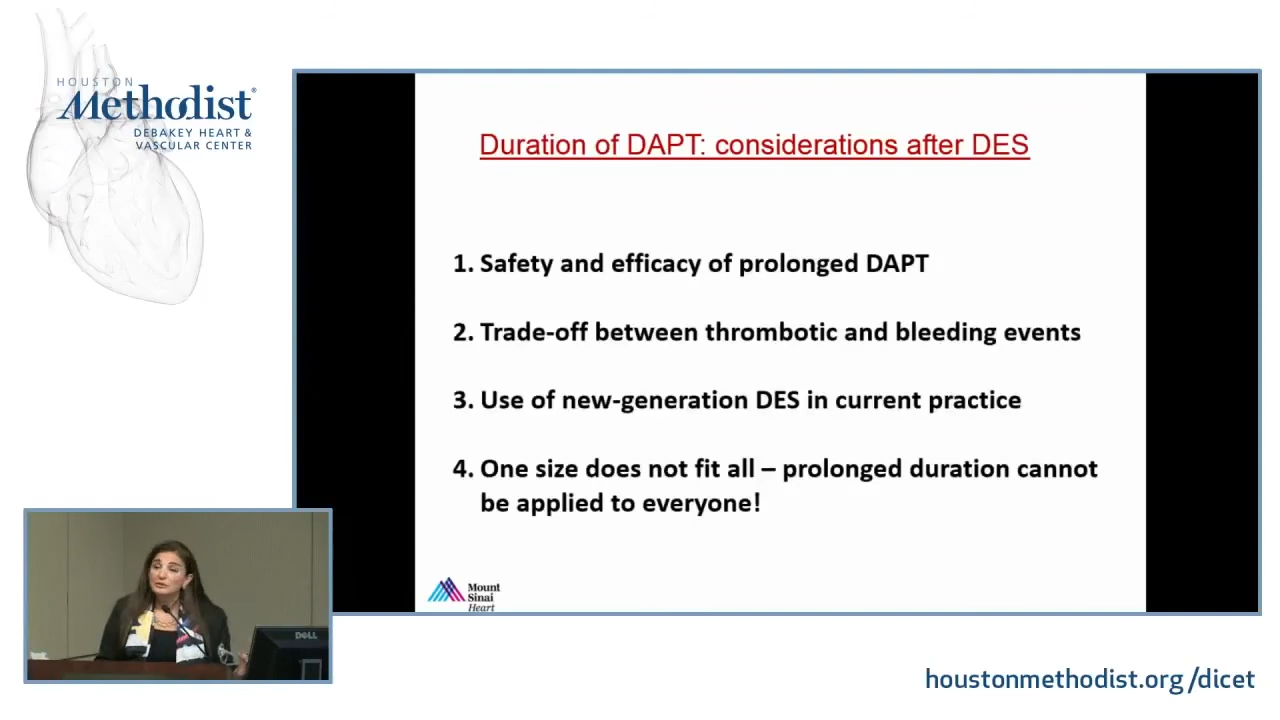 HOUSTON
Methodist®
DEBAKEY HEART &
VASCULAR CENTER
Duration of DAPT: considerations after DES
1. Safety and efficacy of prolonged DAPT
2. Trade-off between thrombotic and bleeding events
3. Use of new-generation DES in current practice
4. One size does not fit all – prolonged duration cannot
be applied to everyone!
Mount
Sinai
Heart
DELL
houstonmethodist.org/dicet